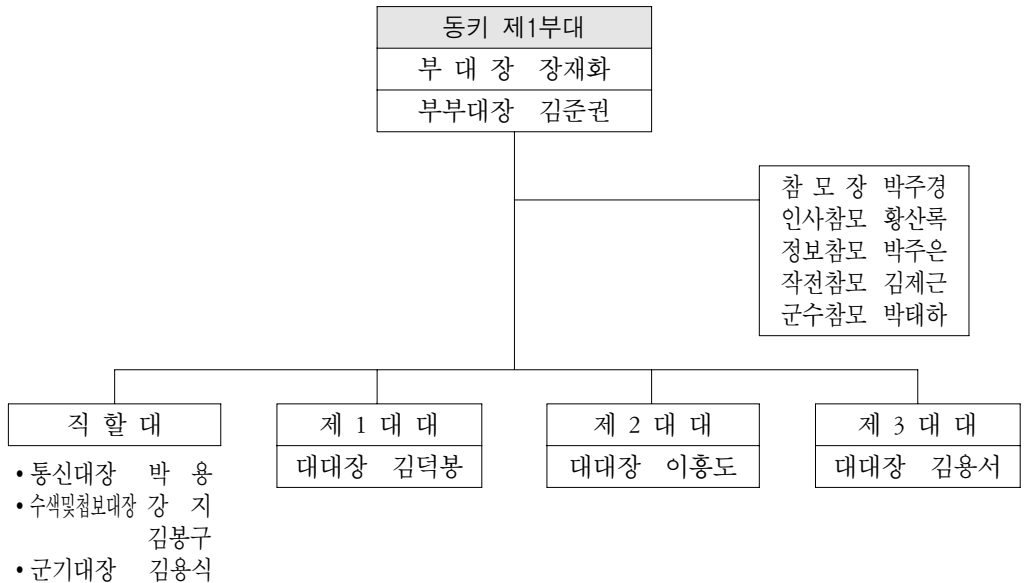 동키 제1부대
부 대 장 장재화
부부대장 김준권
참 모 장 박주경
인사참모 황산록
정보참모 박주은
작전참모 김제근
군수참모 박태하
직 할 대
• 통신대장 박 용
• 수색및첩보대장 강 지
김봉구
• 군기대장 김용식
제 1 대 대
대대장 김덕봉
제 2 대 대
대대장 이흥도
제 3 대 대
대대장 김용서